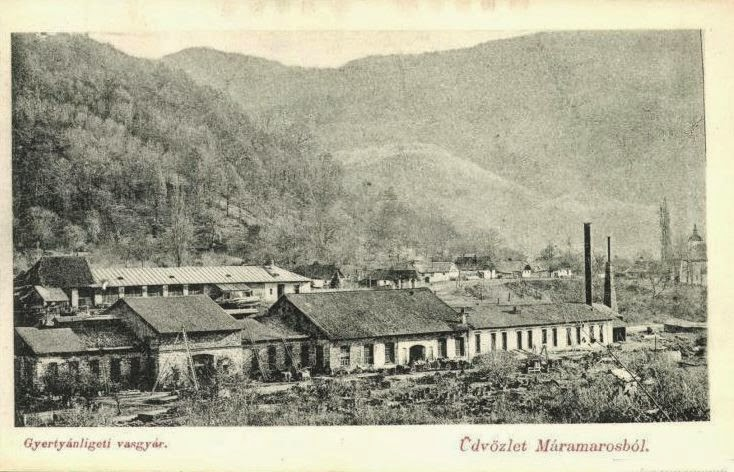 Gyertyánligeti vasgyár.
Üdvözlet Máramarosból.